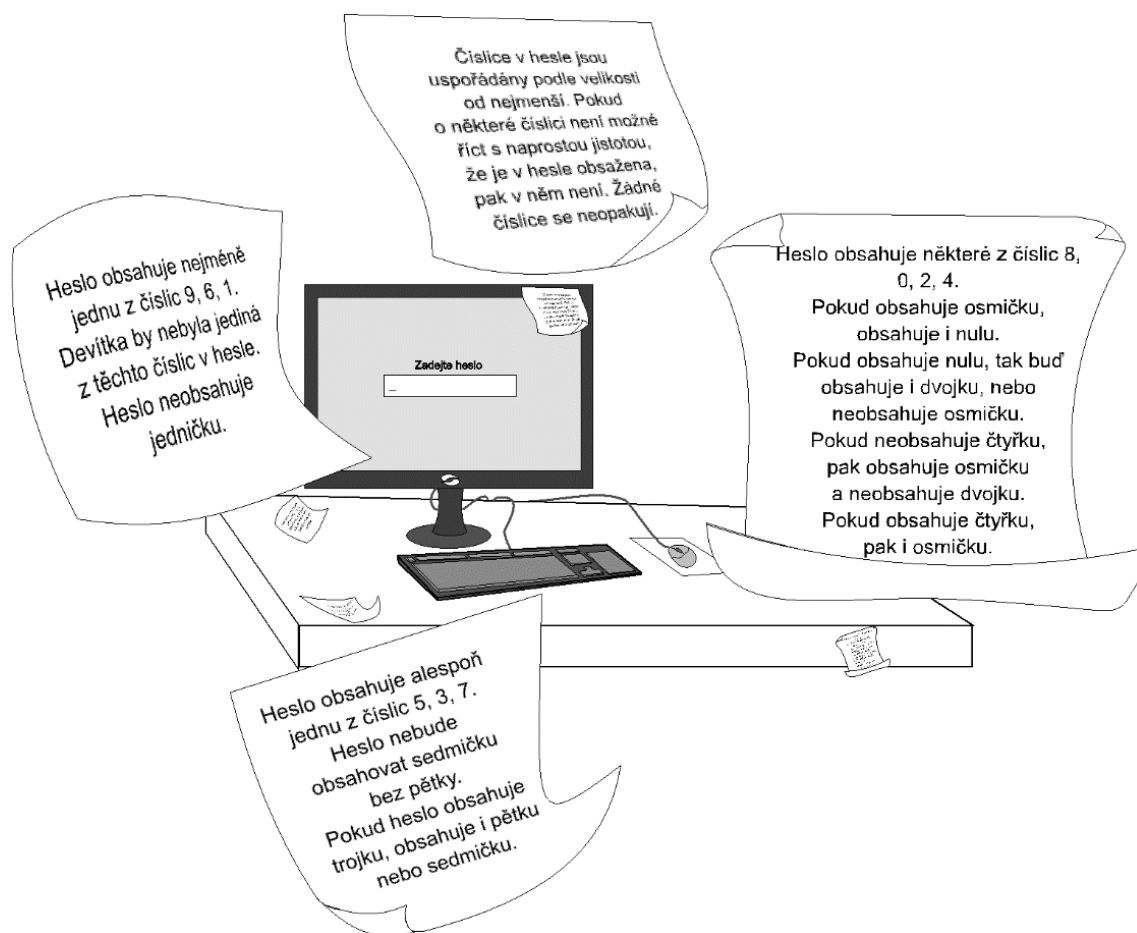 Číslice v hesle jsou
uspořádány podle velikosti
od nejmenší. Pokud
o některé číslici není možné
říct s naprostou jistotou,
že je v hesle obsažena,
pak v něm není. Žádné
číslice se neopakují.
Heslo obsahuje nejméně
jednu z číslic 9, 6, 1.
Devítka by nebyla jediná
z těchto číslic v hesle.
Heslo neobsahuje
jedničku.
Zadejte heslo
_
Heslo obsahuje některé z číslic 8,
0, 2, 4.
Pokud obsahuje osmičku,
obsahuje i nulu.
Pokud obsahuje nulu, tak buď
obsahuje i dvojku, nebo
neobsahuje osmičku.
Pokud neobsahuje čtyřku,
pak obsahuje osmičku
a neobsahuje dvojku.
Pokud obsahuje čtyřku,
pak i osmičku.
Heslo obsahuje alespoň
jednu z číslic 5, 3, 7.
Heslo nebude
obsahovat sedmičku
bez pětky.
Pokud heslo obsahuje
trojku, obsahuje i pětku
nebo sedmičku.